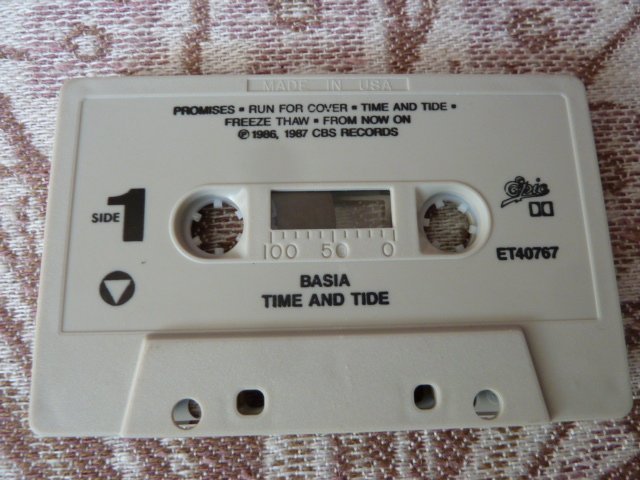 MADE IN USA
PROMISES ▪ RUN FOR COVER ▪ TIME AND TIDE ▪
FREEZE THAW ▪ FROM NOW ON
℗ 1986, 1987 CBS RECORDS
SIDE 1
Epic
100 50 0
ET40767
BASIA
TIME AND TIDE